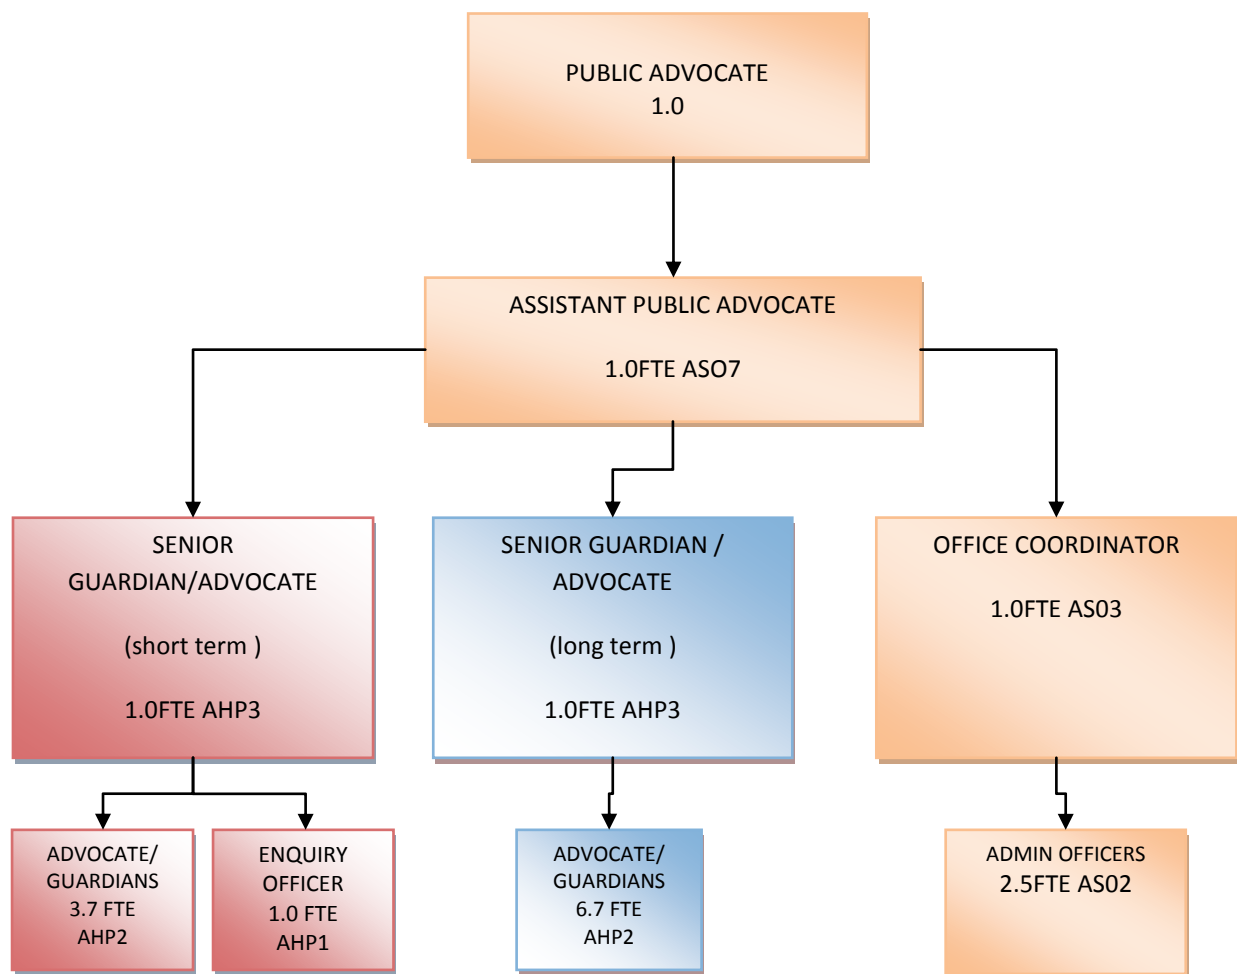 PUBLIC ADVOCATE
1.0
ASSISTANT PUBLIC ADVOCATE
1.0FTE ASO7
SENIOR
GUARDIAN/ADVOCATE
(short term )
1.0FTE AHP3
SENIOR GUARDIAN /
ADVOCATE
(long term )
1.0FTE AHP3
OFFICE COORDINATOR
1.0FTE AS03
ADVOCATE/
GUARDIANS
3.7 FTE
AHP2
ENQUIRY
OFFICER
1.0 FTE
AHP1
ADVOCATE/
GUARDIANS
6.7 FTE
AHP2
ADMIN OFFICERS
2.5FTE AS02